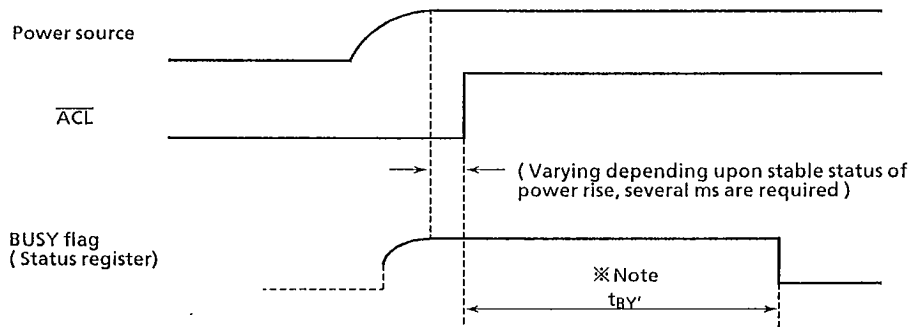 Power source
ACL
( Varying depending upon stable status of
power rise, several ms are required )
BUSY flag
( Status register)
※Note
tBY'